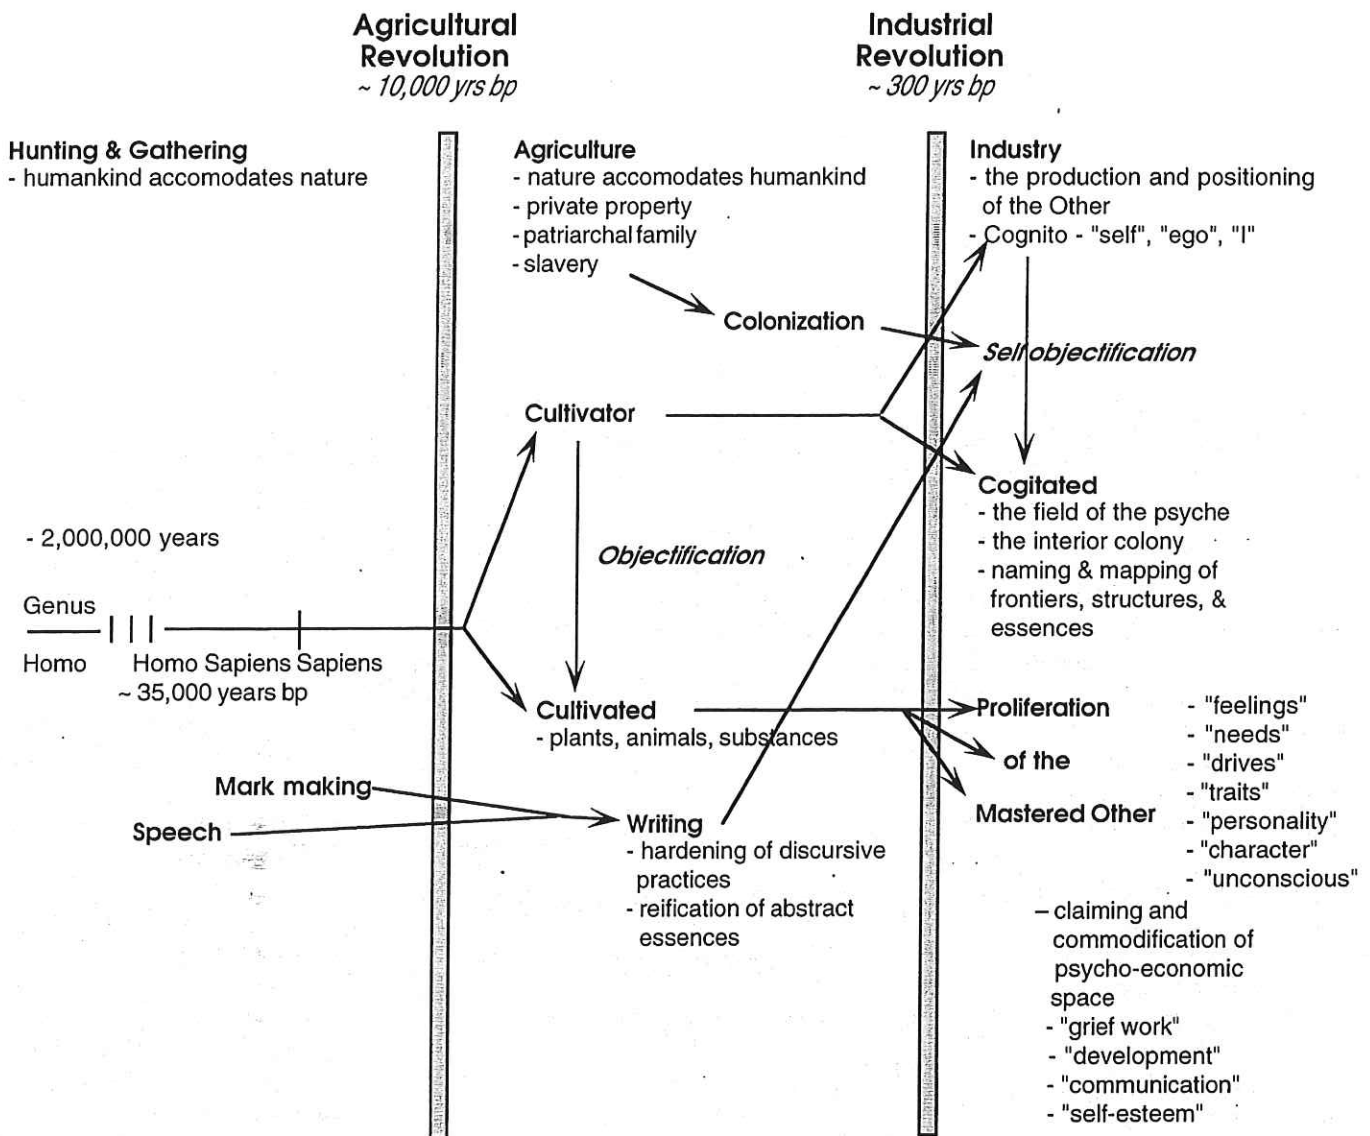 Agricultural
Revolution
~ 10,000 yrs bp
Industrial
Revolution
~ 300 yrs bp
Hunting & Gathering
- humankind accomodates nature
Agriculture
- nature accomodates humankind
- private property
- patriarchal family
- slavery
Industry
- the production and positioning
of the Other
- Cognito - "self", "ego", "I"
Colonization
Self objectification
Cultivator
Objectification
Cogitated
- the field of the psyche
- the interior colony
- naming & mapping of
frontiers, structures, &
essences
- 2,000,000 years
Genus
Homo
Homo Sapiens Sapiens
~ 35,000 years bp
Cultivated
- plants, animals, substances
Mark making
Speech
Writing
- hardening of discursive
practices
- reification of abstract
essences
Proliferation
of the
Mastered Other
- "feelings"
- "needs"
- "drives"
- "traits"
- "personality"
- "character"
- "unconscious"
– claiming and
commodification of
psycho-economic
space
- "grief work"
- "development"
- "communication"
- "self-esteem"